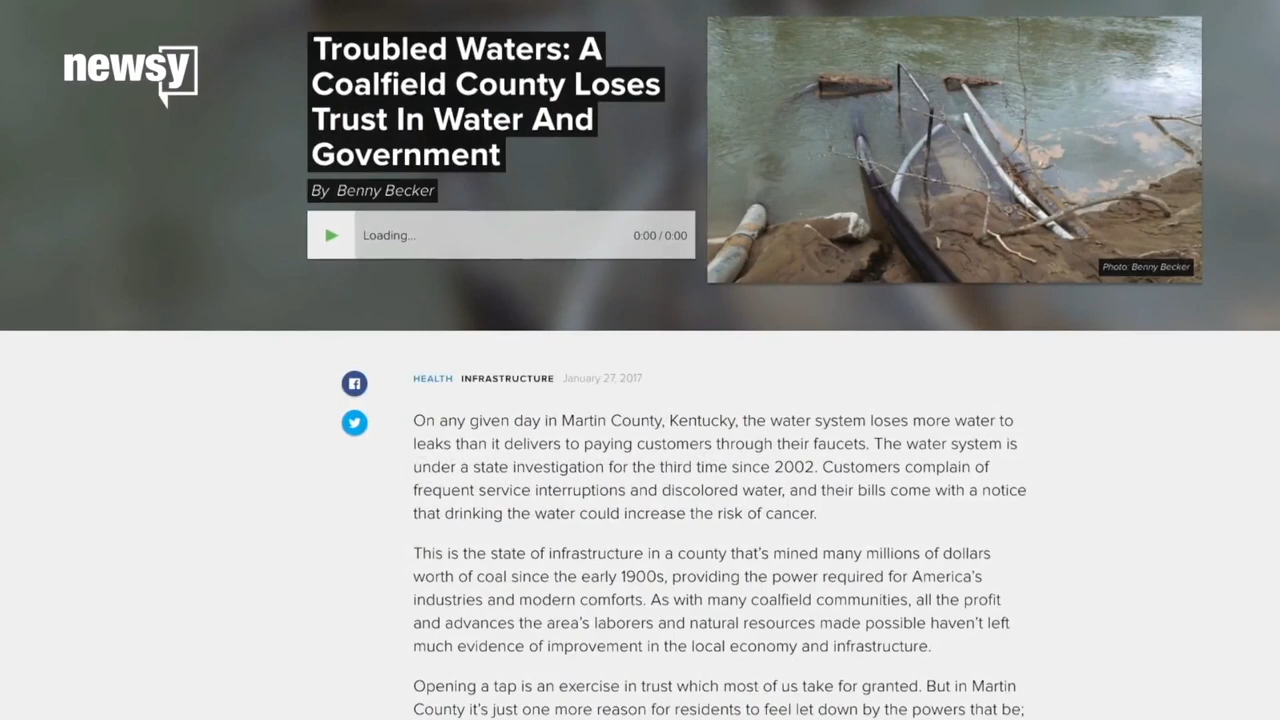 newsy
Troubled Waters: A
Coalfield County Loses
Trust In Water And
Government
By Benny Becker
Loading...
0:00 / 0:00
Photo: Benny Becker
HEALTH INFRASTRUCTURE January 27, 2017
On any given day in Martin County, Kentucky, the water system loses more water to
leaks than it delivers to paying customers through their faucets. The water system is
under a state investigation for the third time since 2002. Customers complain of
frequent service interruptions and discolored water, and their bills come with a notice
that drinking the water could increase the risk of cancer.
This is the state of infrastructure in a county that's mined many millions of dollars
worth of coal since the early 1900s, providing the power required for America's
industries and modern comforts. As with many coalfield communities, all the profit
and advances the area's laborers and natural resources made possible haven't left
much evidence of improvement in the local economy and infrastructure.
Opening a tap is an exercise in trust which most of us take for granted. But in Martin
County it's just one more reason for residents to feel let down by the powers that be;